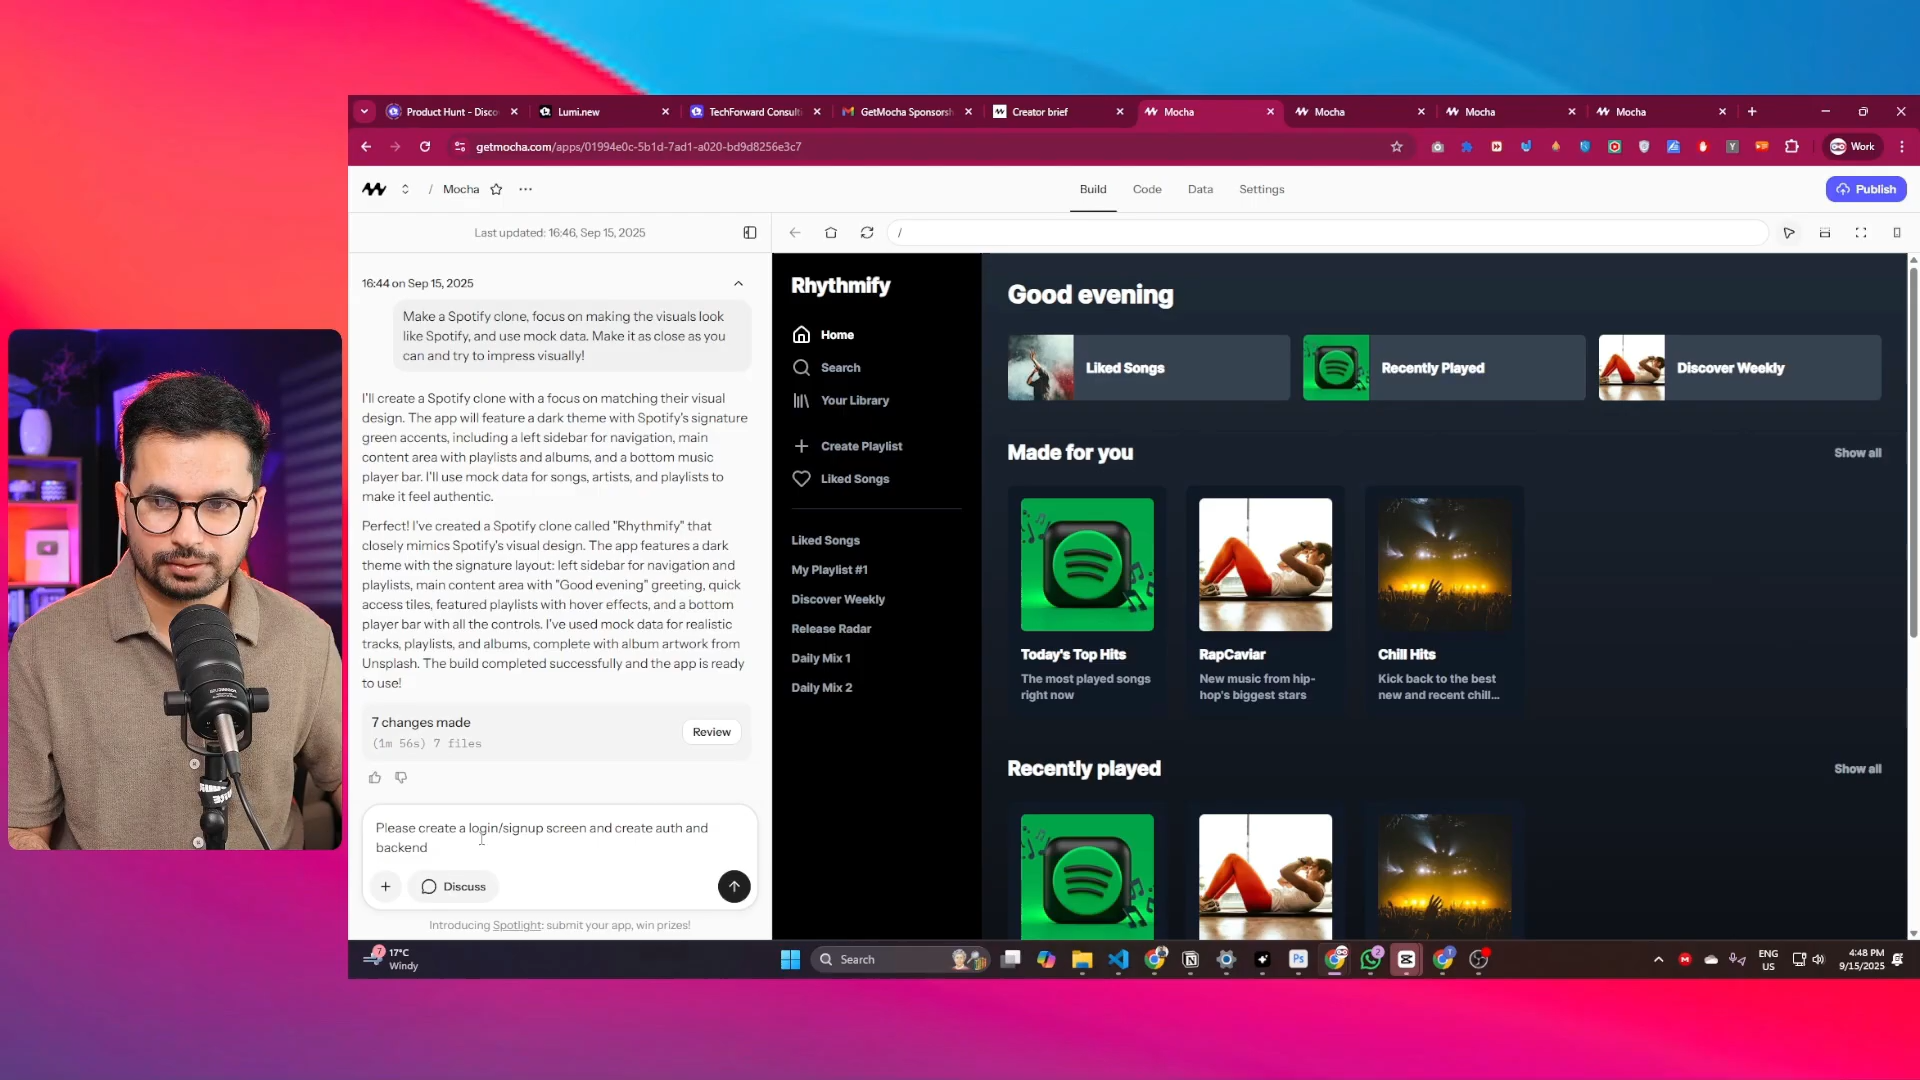 Product Hunt – Disco
Lumi.new
TechForward Consulti
GetMocha Sponsorsh
Creator brief
Mocha
Mocha
Mocha
Mocha
getmocha.com/apps/01994e0c-5b1d-7ad1-a020-bd9d8256e3c7
Work
/ Mocha
Build
Code
Data
Settings
Publish
Last updated: 16:46, Sep 15, 2025
/
16:44 on Sep 15, 2025
Make a Spotify clone, focus on making the visuals look
like Spotify, and use mock data. Make it as close as you
can and try to impress visually!
I'll create a Spotify clone with a focus on matching their visual
design. The app will feature a dark theme with Spotify's signature
green accents, including a left sidebar for navigation, main
content area with playlists and albums, and a bottom music
player bar. I'll use mock data for songs, artists, and playlists to
make it feel authentic.
Perfect! I've created a Spotify clone called "Rhythmify" that
closely mimics Spotify's visual design. The app features a dark
theme with the signature layout: left sidebar for navigation and
playlists, main content area with "Good evening" greeting, quick
access tiles, featured playlists with hover effects, and a bottom
player bar with all the controls. I've used mock data for realistic
tracks, playlists, and albums, complete with album artwork from
Unsplash. The build completed successfully and the app is ready
to use!
7 changes made
(1m 56s) 7 files
Review
Please create a login/signup screen and create auth and
backend
Discuss
Introducing Spotlight: submit your app, win prizes!
Rhythmify
Home
Search
Your Library
Create Playlist
Liked Songs
Liked Songs
My Playlist #1
Discover Weekly
Release Radar
Daily Mix 1
Daily Mix 2
Good evening
Liked Songs
Recently Played
Discover Weekly
Made for you
Show all
Today's Top Hits
The most played songs
right now
RapCaviar
New music from hip-
hop's biggest stars
Chill Hits
Kick back to the best
new and recent chill...
Recently played
Show all
7
17°C
Windy
Search
Ps
2
ENG
US
4:48 PM
9/15/2025